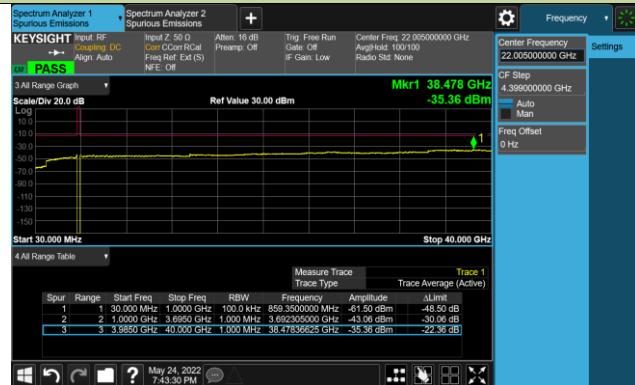 Spectrum Analyzer 1
Spurious Emissions
Spectrum Analyzer 2
Spurious Emissions
+
Frequency
KEYSIGHT
Input: RF
Coupling: DC
Align: Auto
Input Z: 50 Ω
Corr CCorr RCal
Freq Ref: Ext (S)
NFE: Off
Atten: 16 dB
Preamp: Off
Trig: Free Run
Gate: Off
IF Gain: Low
Center Freq: 22.005000000 GHz
Avg|Hold: 100/100
Radio Std: None
PASS
Center Frequency
22.005000000 GHz
Settings
CF Step
4.399000000 GHz
Auto
Man
Freq Offset
0 Hz
3 All Range Graph
Mkr1 38.478 GHz
Scale/Div 20.0 dB
Ref Value 30.00 dBm
-35.36 dBm
Log
10.0
-10.0
-30.0
-50.0
-70.0
-90.0
-110
-130
-150
1
Start 30.000 MHz
Stop 40.000 GHz
4 All Range Table
Measure Trace
Trace 1
Trace Type
Trace Average (Active)
Spur Range Start Freq Stop Freq RBW Frequency Amplitude ΔLimit
1 1 30.000 MHz 1.0000 GHz 100.0 kHz 859.3500000 MHz -61.50 dBm -48.50 dB
2 2 1.0000 GHz 3.6950 GHz 1.000 MHz 3.692305000 GHz -43.06 dBm -30.06 dB
3 3 3.9850 GHz 40.000 GHz 1.000 MHz 38.47836625 GHz -35.36 dBm -22.36 dB
?
May 24, 2022
7:43:30 PM